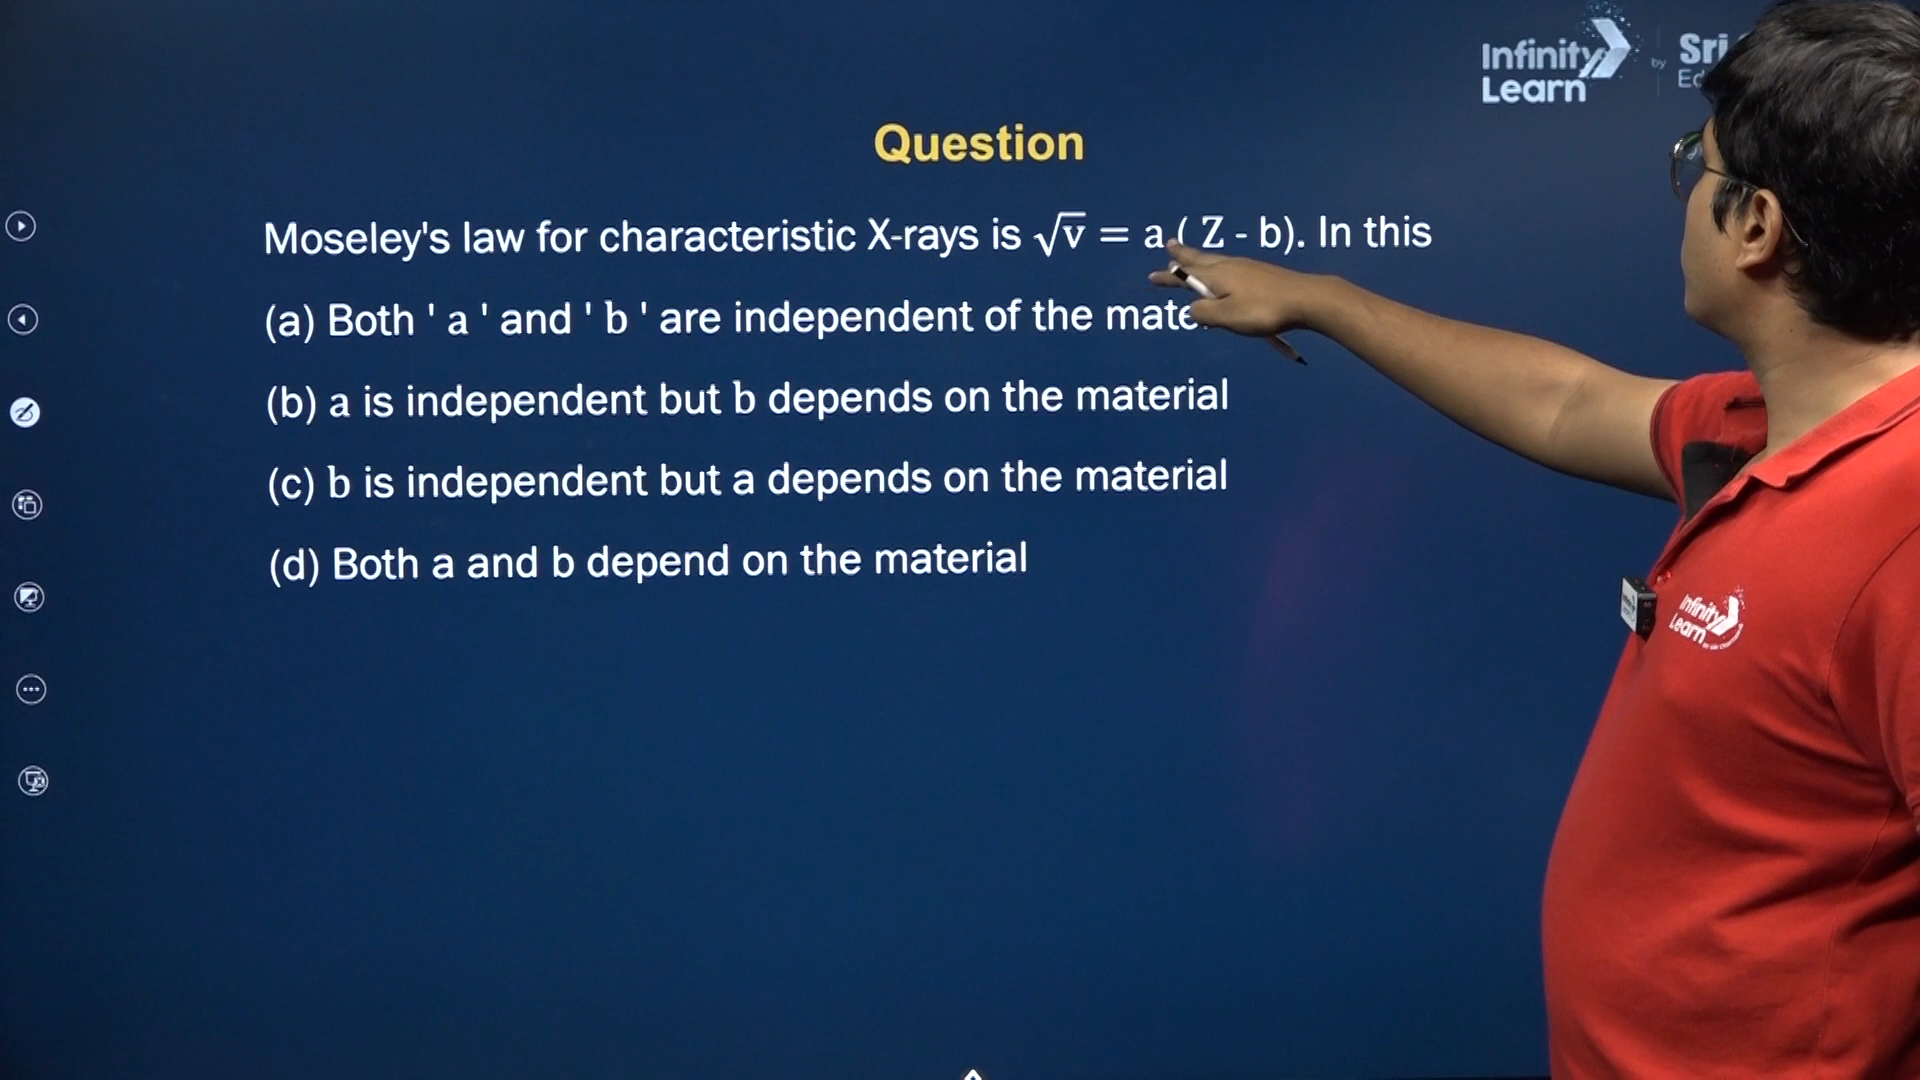 Infinity
Learn
by
Sri
Question
Moseley's law for characteristic X-rays is √v = a ( Z - b). In this
(a) Both ' a ' and ' b ' are independent of the
(b) a is independent but b depends on the material
(c) b is independent but a depends on the material
(d) Both a and b depend on the material
Infinity
Learn